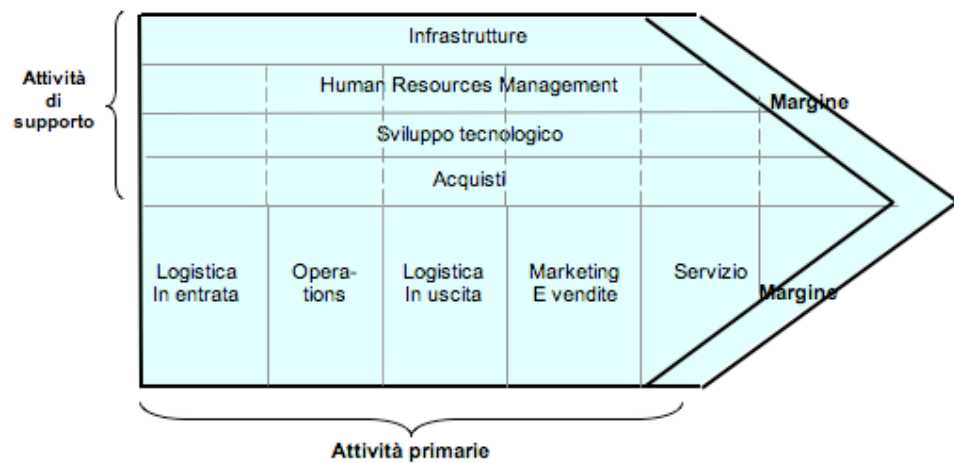 Infrastrutture
Attività
di
supporto
Human Resources Management
Margine
Sviluppo tecnologico
Acquisti
Logistica
In entrata
Opera-
tions
Logistica
In uscita
Marketing
E vendite
Servizio
Margine
Attività primarie